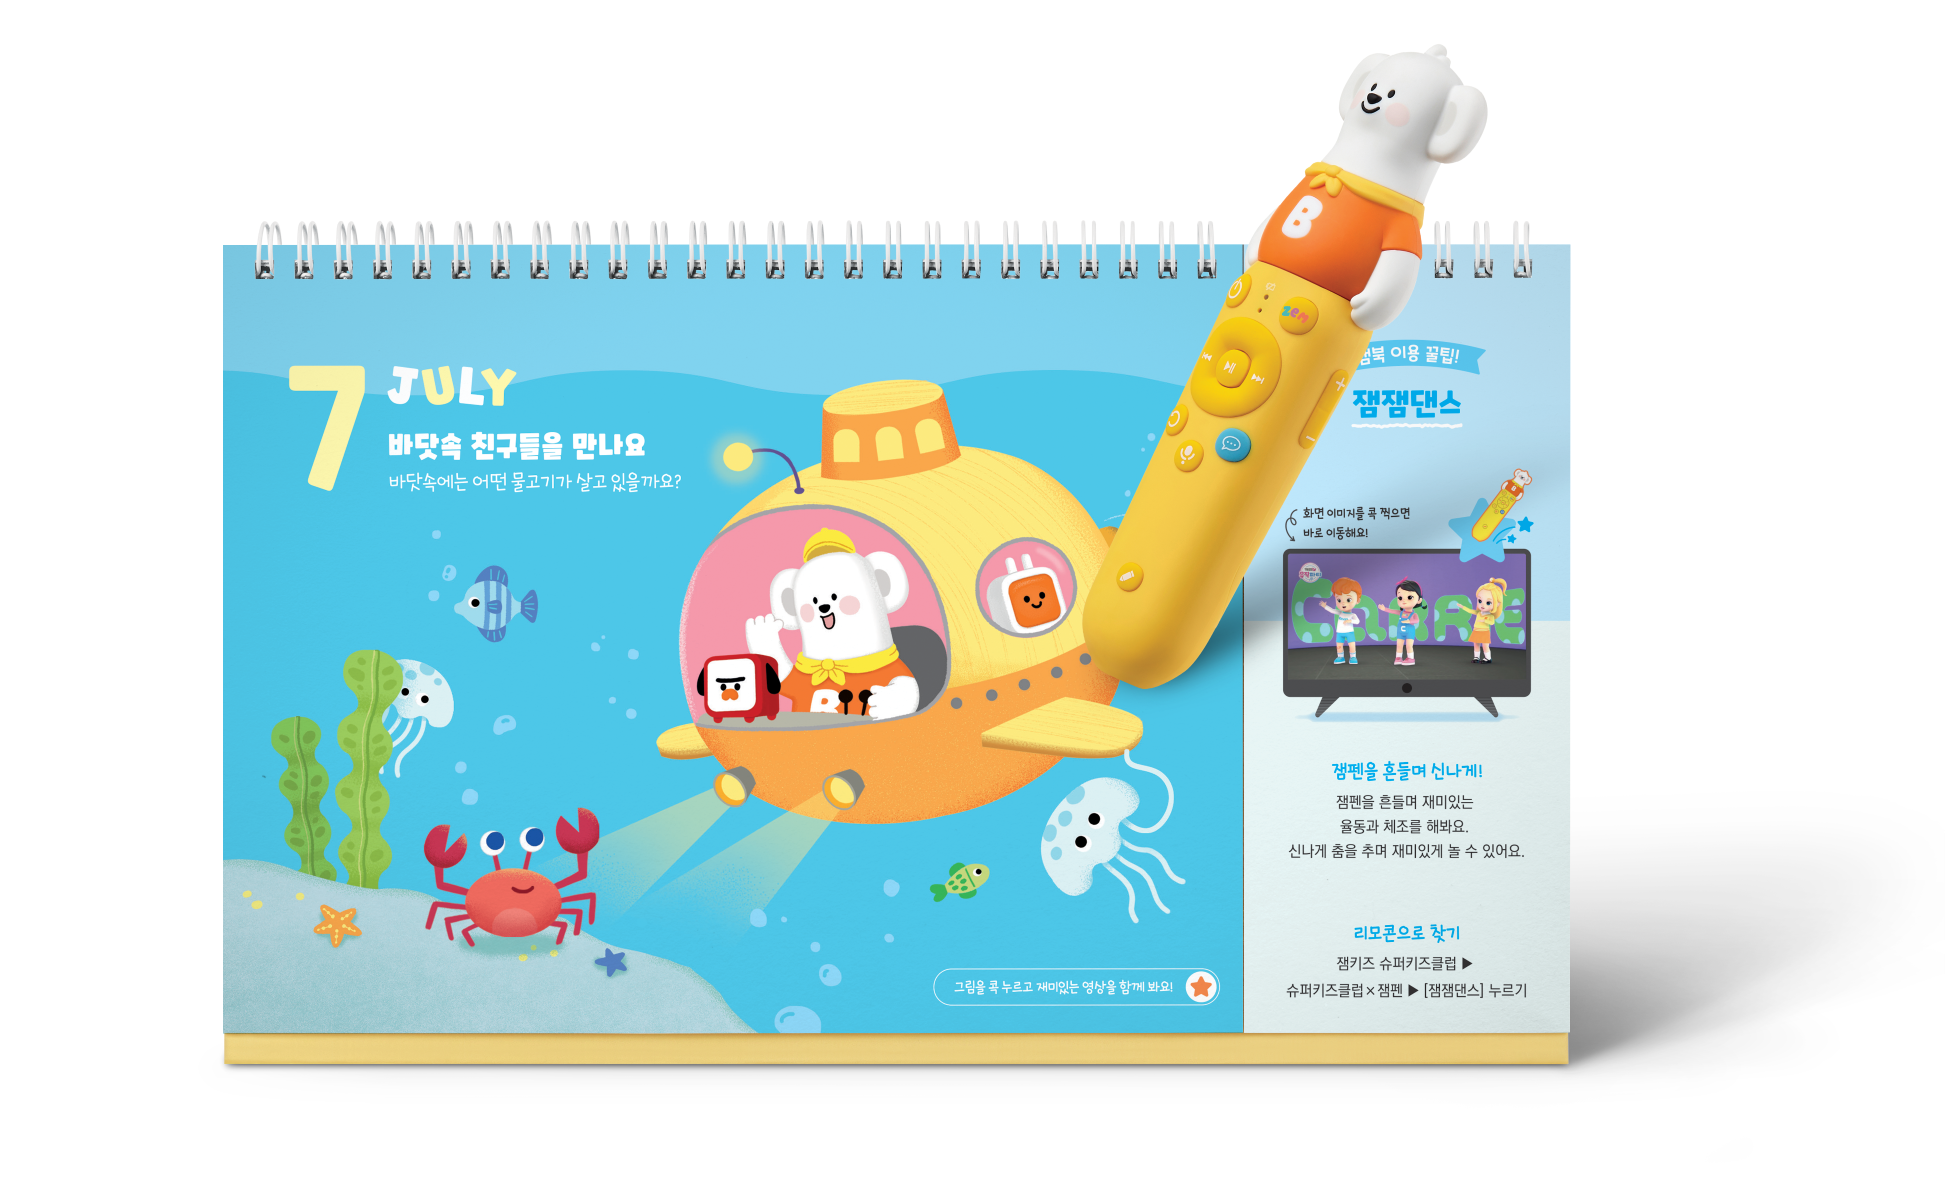 7
JULY
바닷속 친구들을 만나요
바닷속에는 어떤 물고기가 살고 있을까요?
B
그림을 콕 누르고 재미있는 영상을 함께 봐요!
B
zem
이용 꿀팁!
잼잼댄스
화면 이미지를 콕 찍으면
바로 이동해요!
잼펜을 흔들며 신나게!
잼펜을 흔들며 재미있는
율동과 체조를 해봐요.
신나게 춤을 추며 재미있게 놀 수 있어요.
리모콘으로 찾기
잼키즈 슈퍼키즈클럽 ▶
슈퍼키즈클럽×잼펜 ▶ [잼잼댄스] 누르기